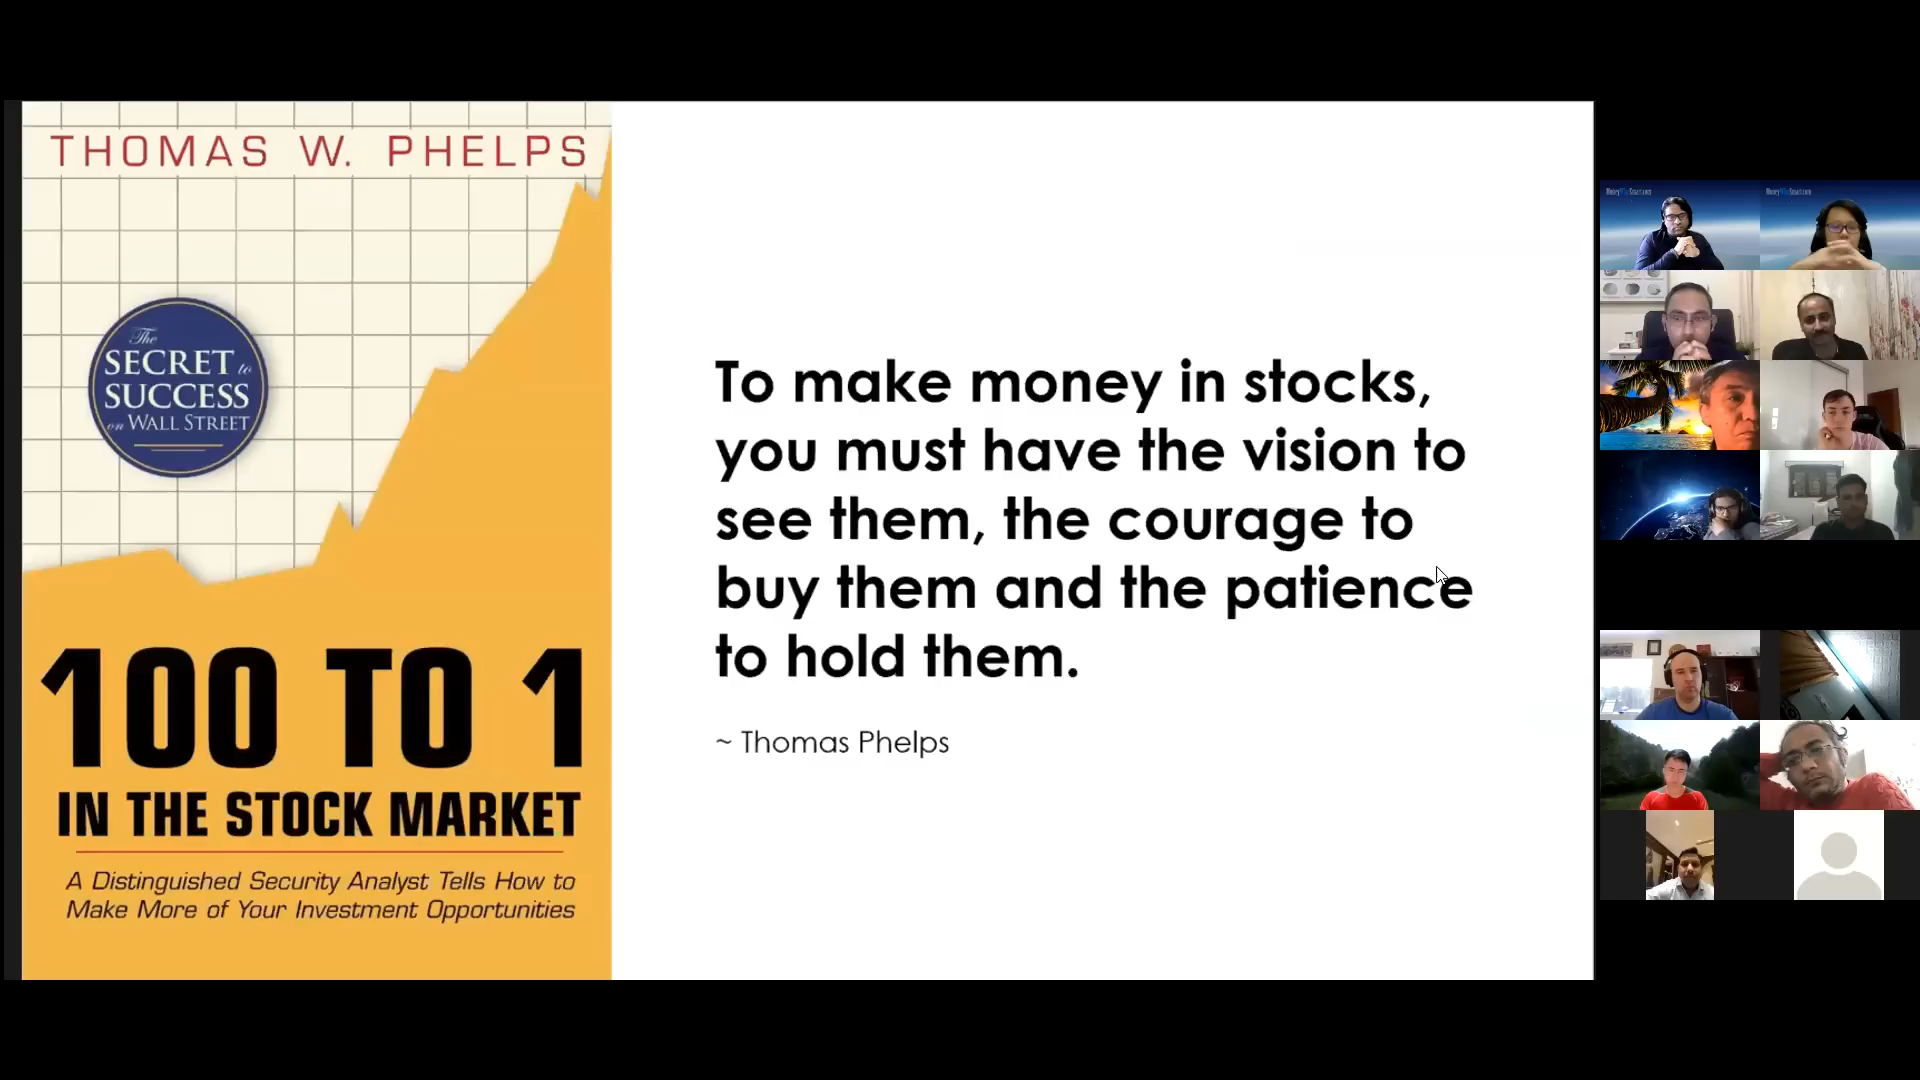 THOMAS W. PHELPS
The
SECRET to
SUCCESS
on WALL STREET
100 TO 1
IN THE STOCK MARKET
A Distinguished Security Analyst Tells How to
Make More of Your Investment Opportunities
To make money in stocks,
you must have the vision to
see them, the courage to
buy them and the patience
to hold them.
~ Thomas Phelps